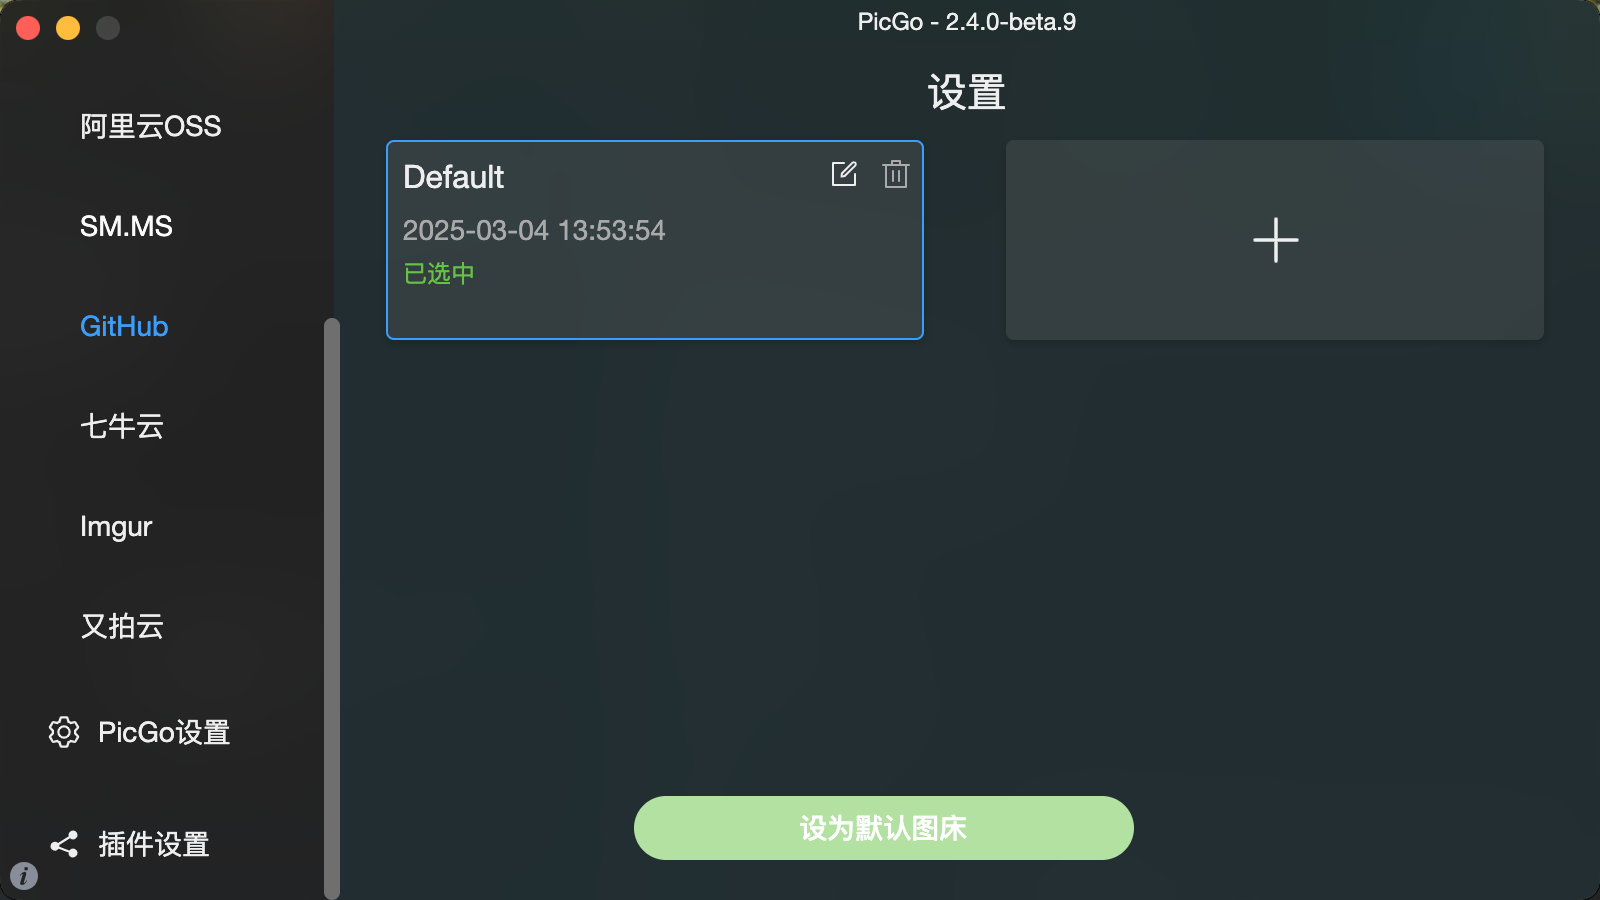 PicGo - 2.4.0-beta.9
阿里云OSS
SM.MS
GitHub
七牛云
Imgur
又拍云
PicGo设置
插件设置
设置
Default
2025-03-04 13:53:54
已选中
设为默认图床